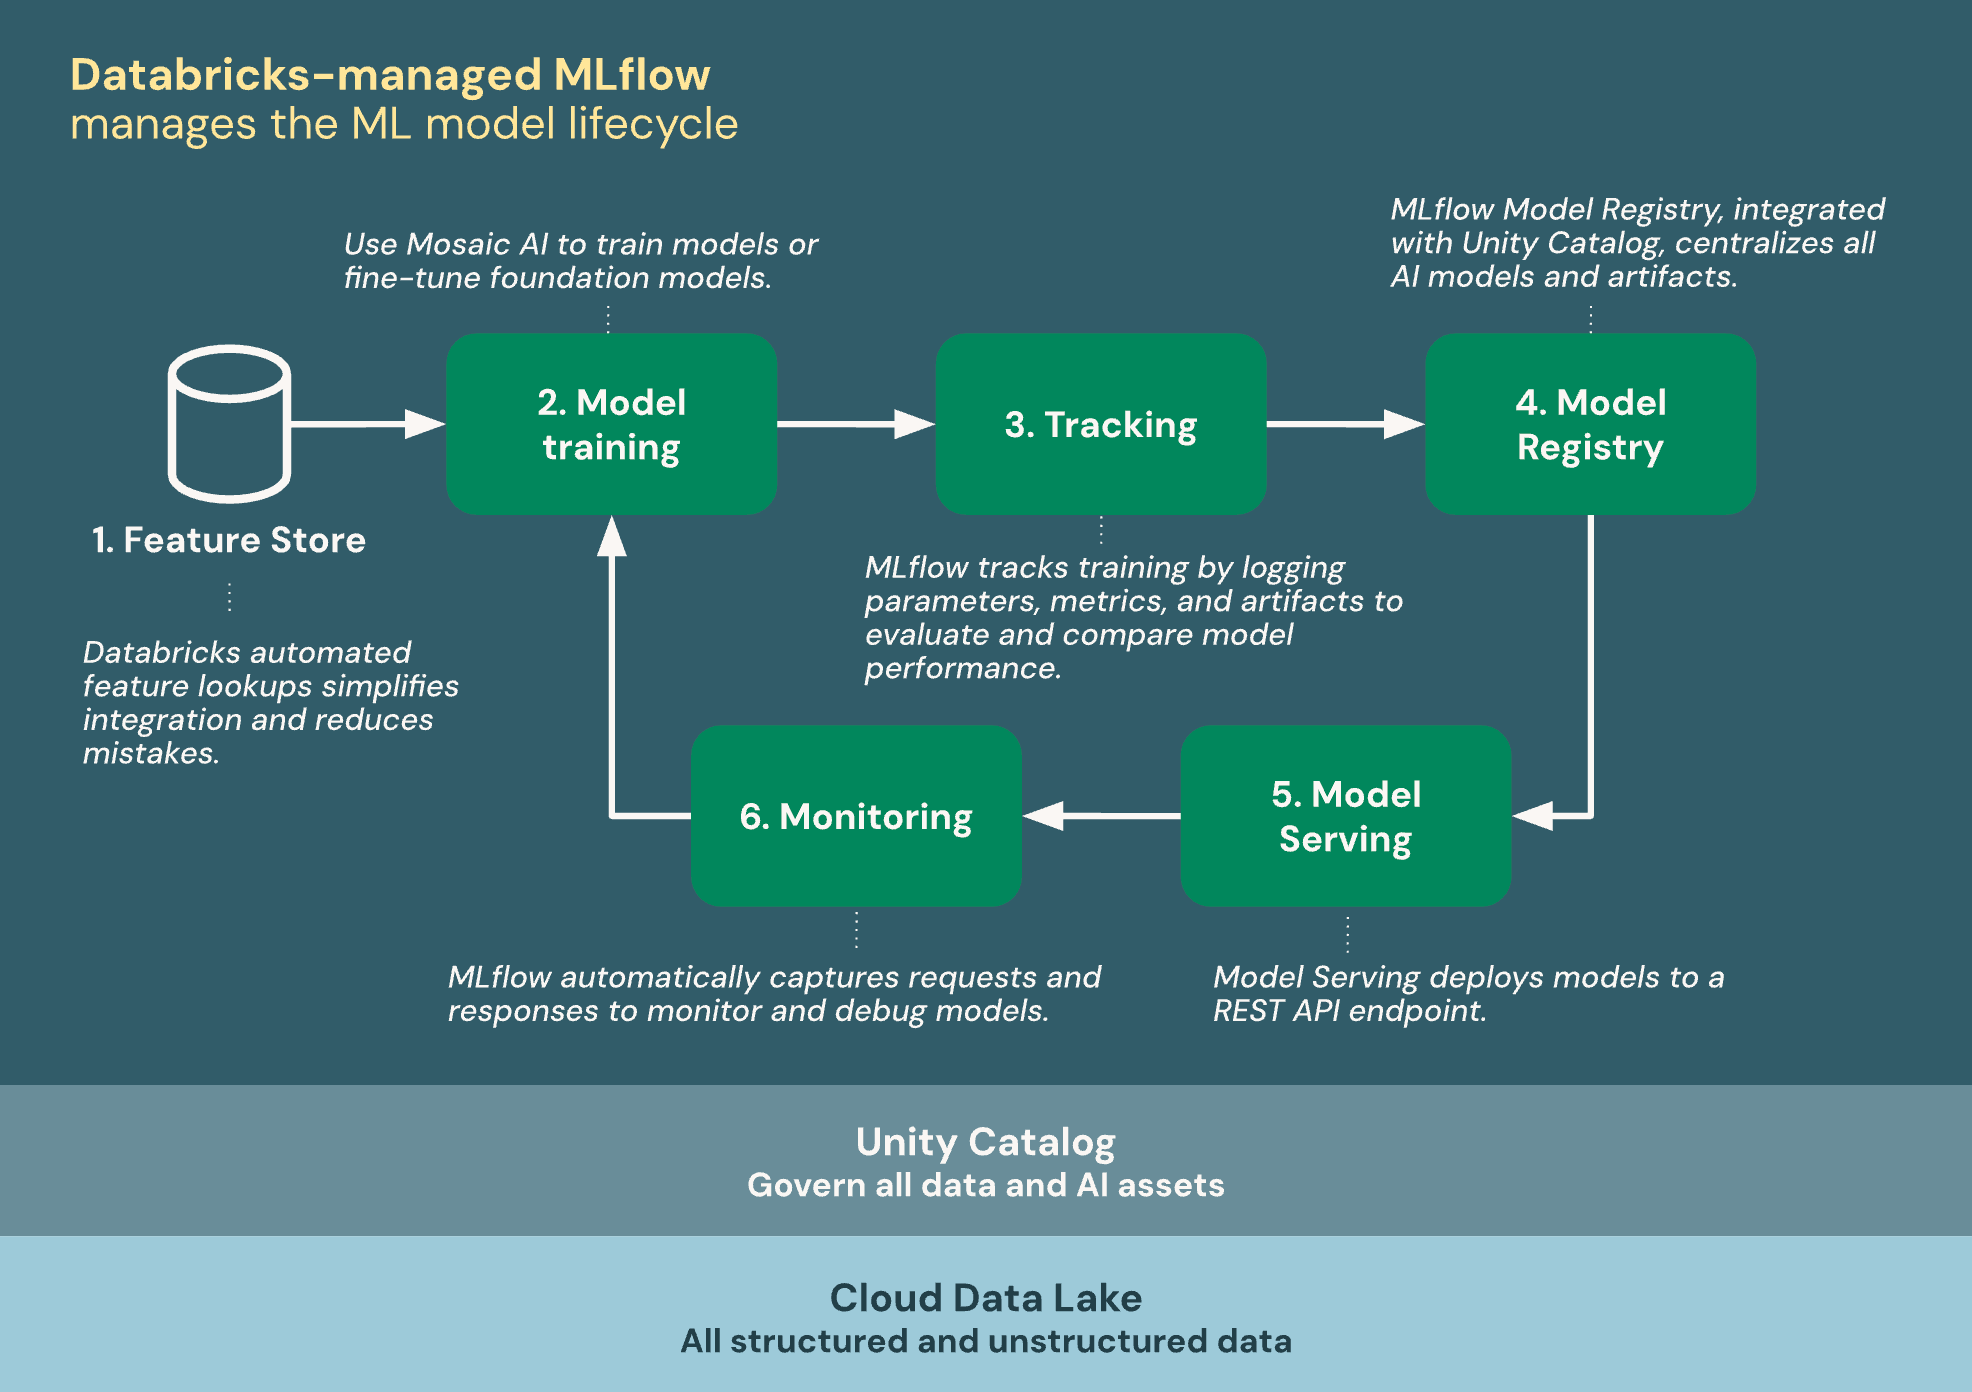 Databricks-managed MLflow
manages the ML model lifecycle
Use Mosaic AI to train models or
fine-tune foundation models.
MLflow Model Registry, integrated
with Unity Catalog, centralizes all
AI models and artifacts.
1. Feature Store
Databricks automated
feature lookups simplifies
integration and reduces
mistakes.
2. Model
training
3. Tracking
MLflow tracks training by logging
parameters, metrics, and artifacts to
evaluate and compare model
performance.
4. Model
Registry
5. Model
Serving
Model Serving deploys models to a
REST API endpoint.
6. Monitoring
MLflow automatically captures requests and
responses to monitor and debug models.
Unity Catalog
Govern all data and AI assets
Cloud Data Lake
All structured and unstructured data